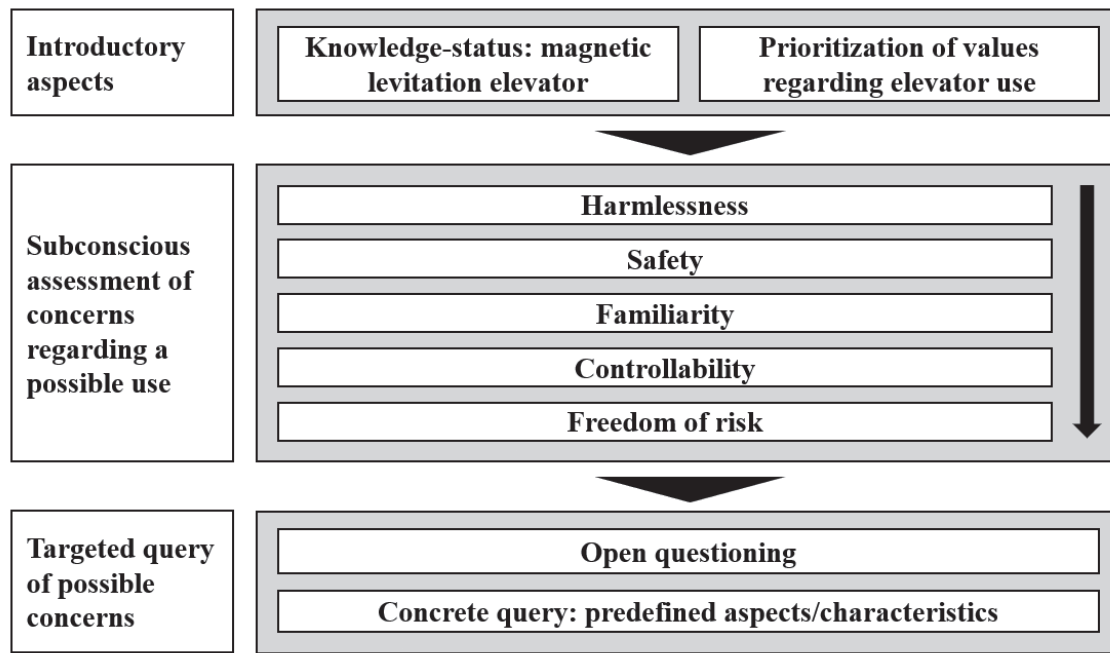 Introductory
aspects
Knowledge-status: magnetic
levitation elevator
Prioritization of values
regarding elevator use
Subconscious
assessment of
concerns
regarding a
possible use
Harmlessness
Safety
Familiarity
Controllability
Freedom of risk
Targeted query
of possible
concerns
Open questioning
Concrete query: predefined aspects/characteristics